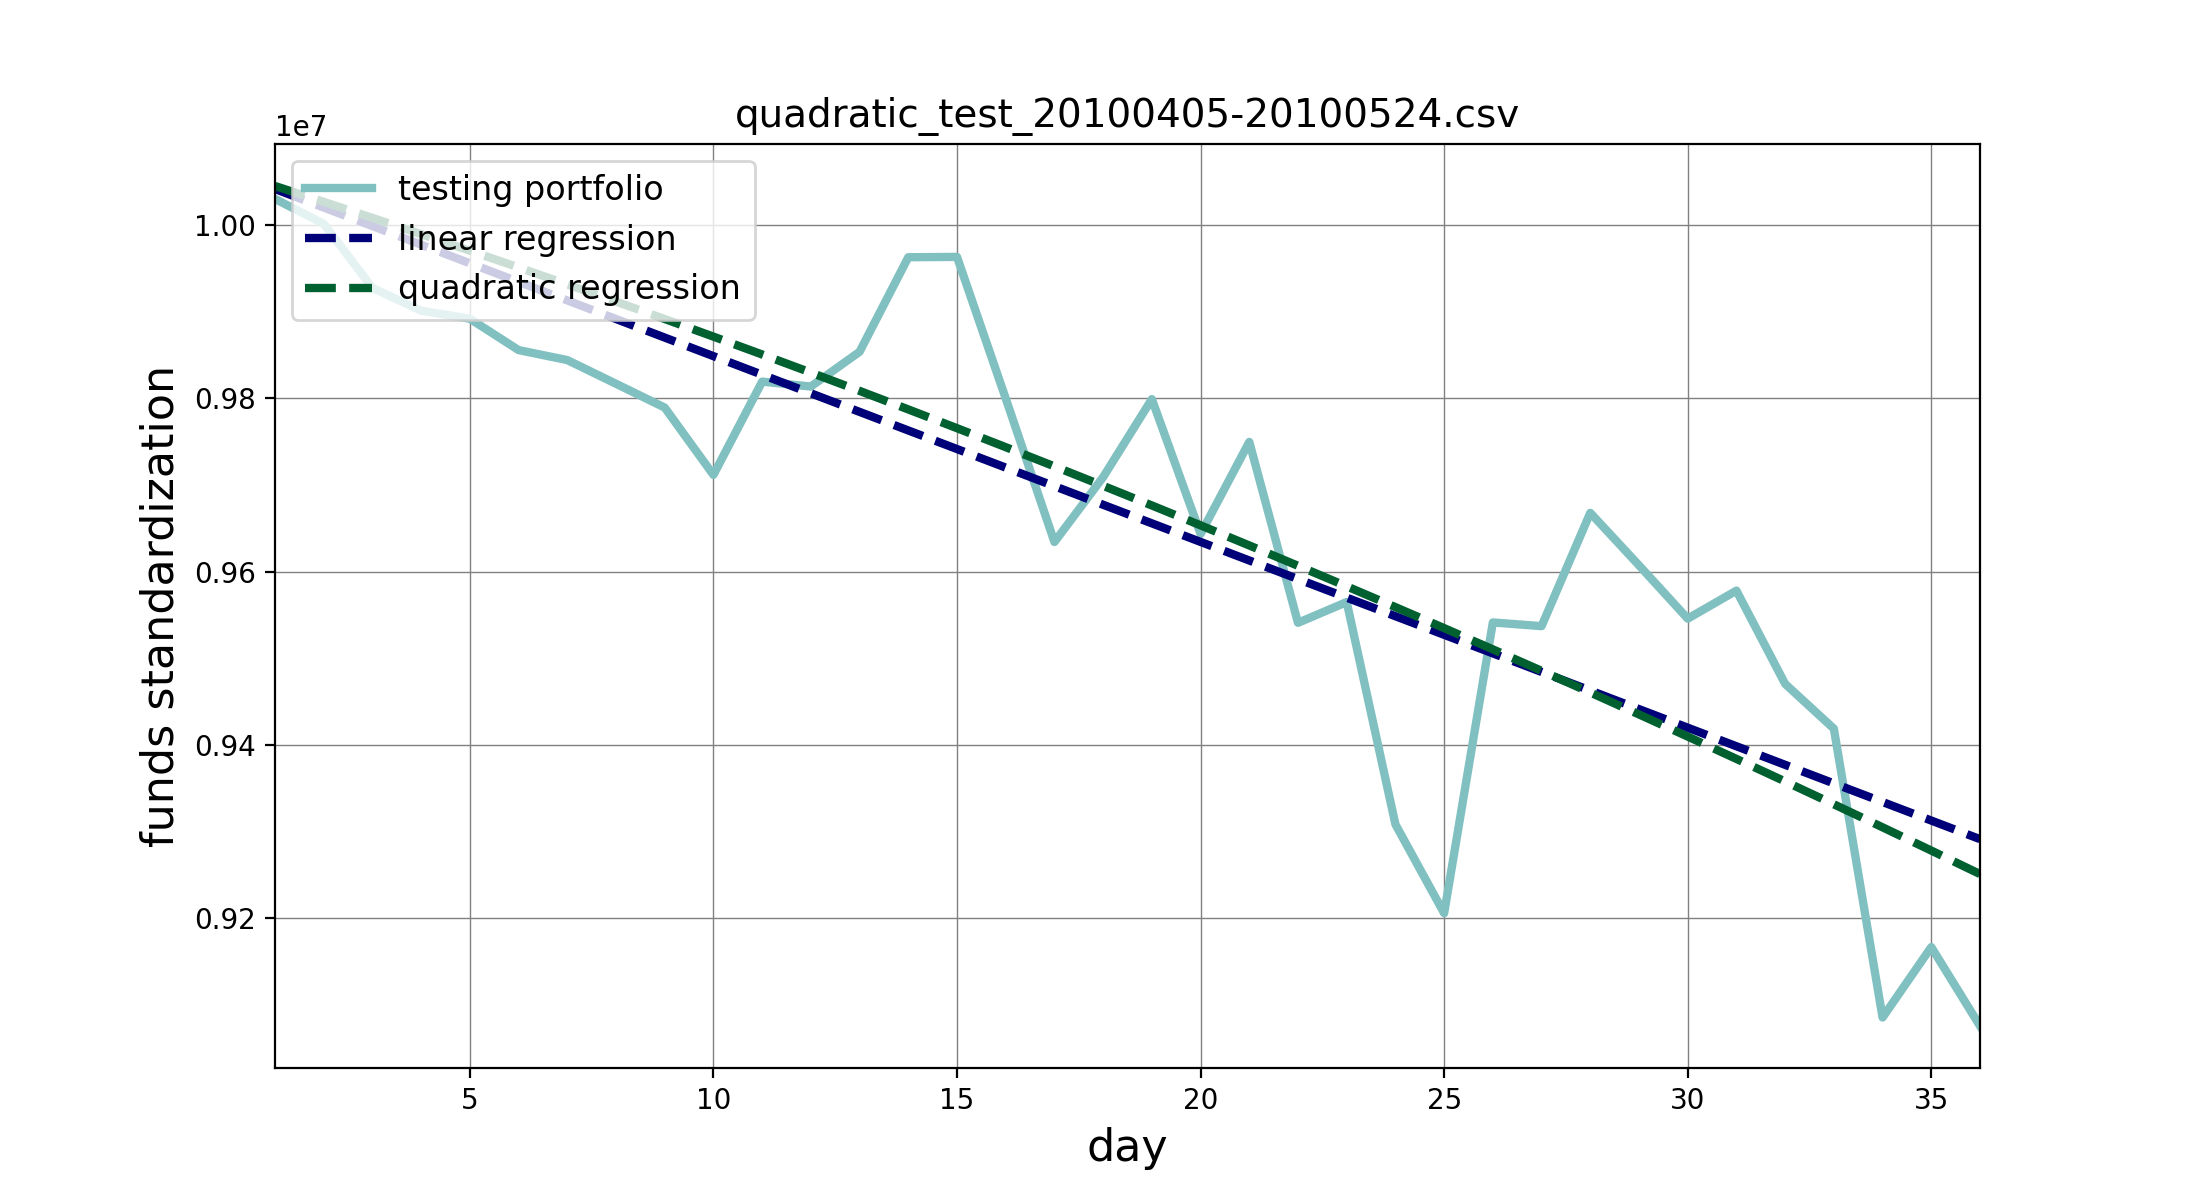 quadratic_test_20100405-20100524.csv
1e7
testing portfolio
linear regression
quadratic regression
1.00
0.98
0.96
0.94
0.92
funds standardization
5 10 15 20 25 30 35
day